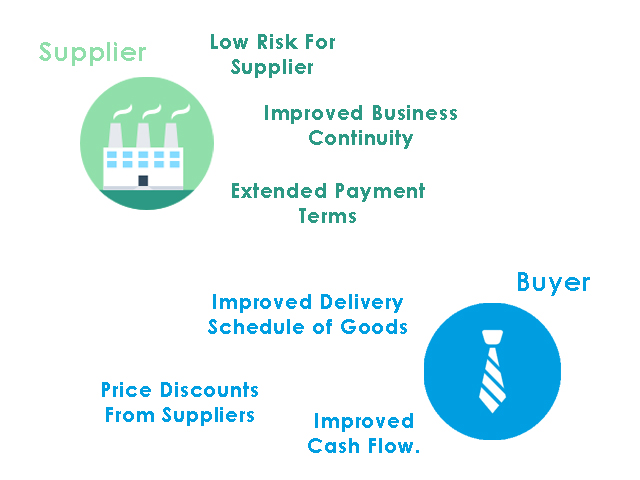 Supplier
Low Risk For
Supplier
Improved Business
Continuity
Extended Payment
Terms
Buyer
Improved Delivery
Schedule of Goods
Price Discounts
From Suppliers
Improved
Cash Flow.